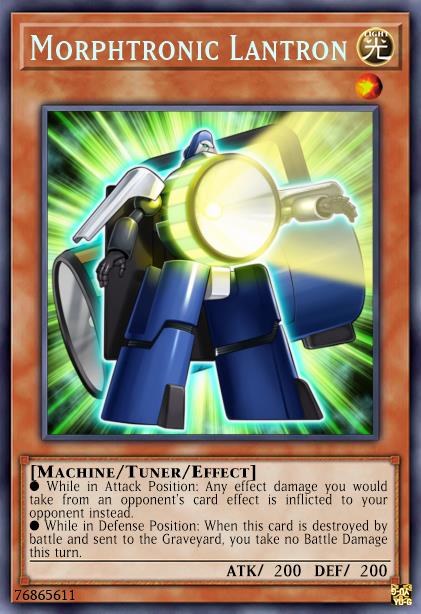 MORPHTRONIC LANTRON
LIGHT
光
[MACHINE/TUNER/EFFECT]
● While in Attack Position: Any effect damage you would
take from an opponent's card effect is inflicted to your
opponent instead.
● While in Defense Position: When this card is destroyed by
battle and sent to the Graveyard, you take no Battle Damage
this turn.
ATK/ 200 DEF/ 200
76865611